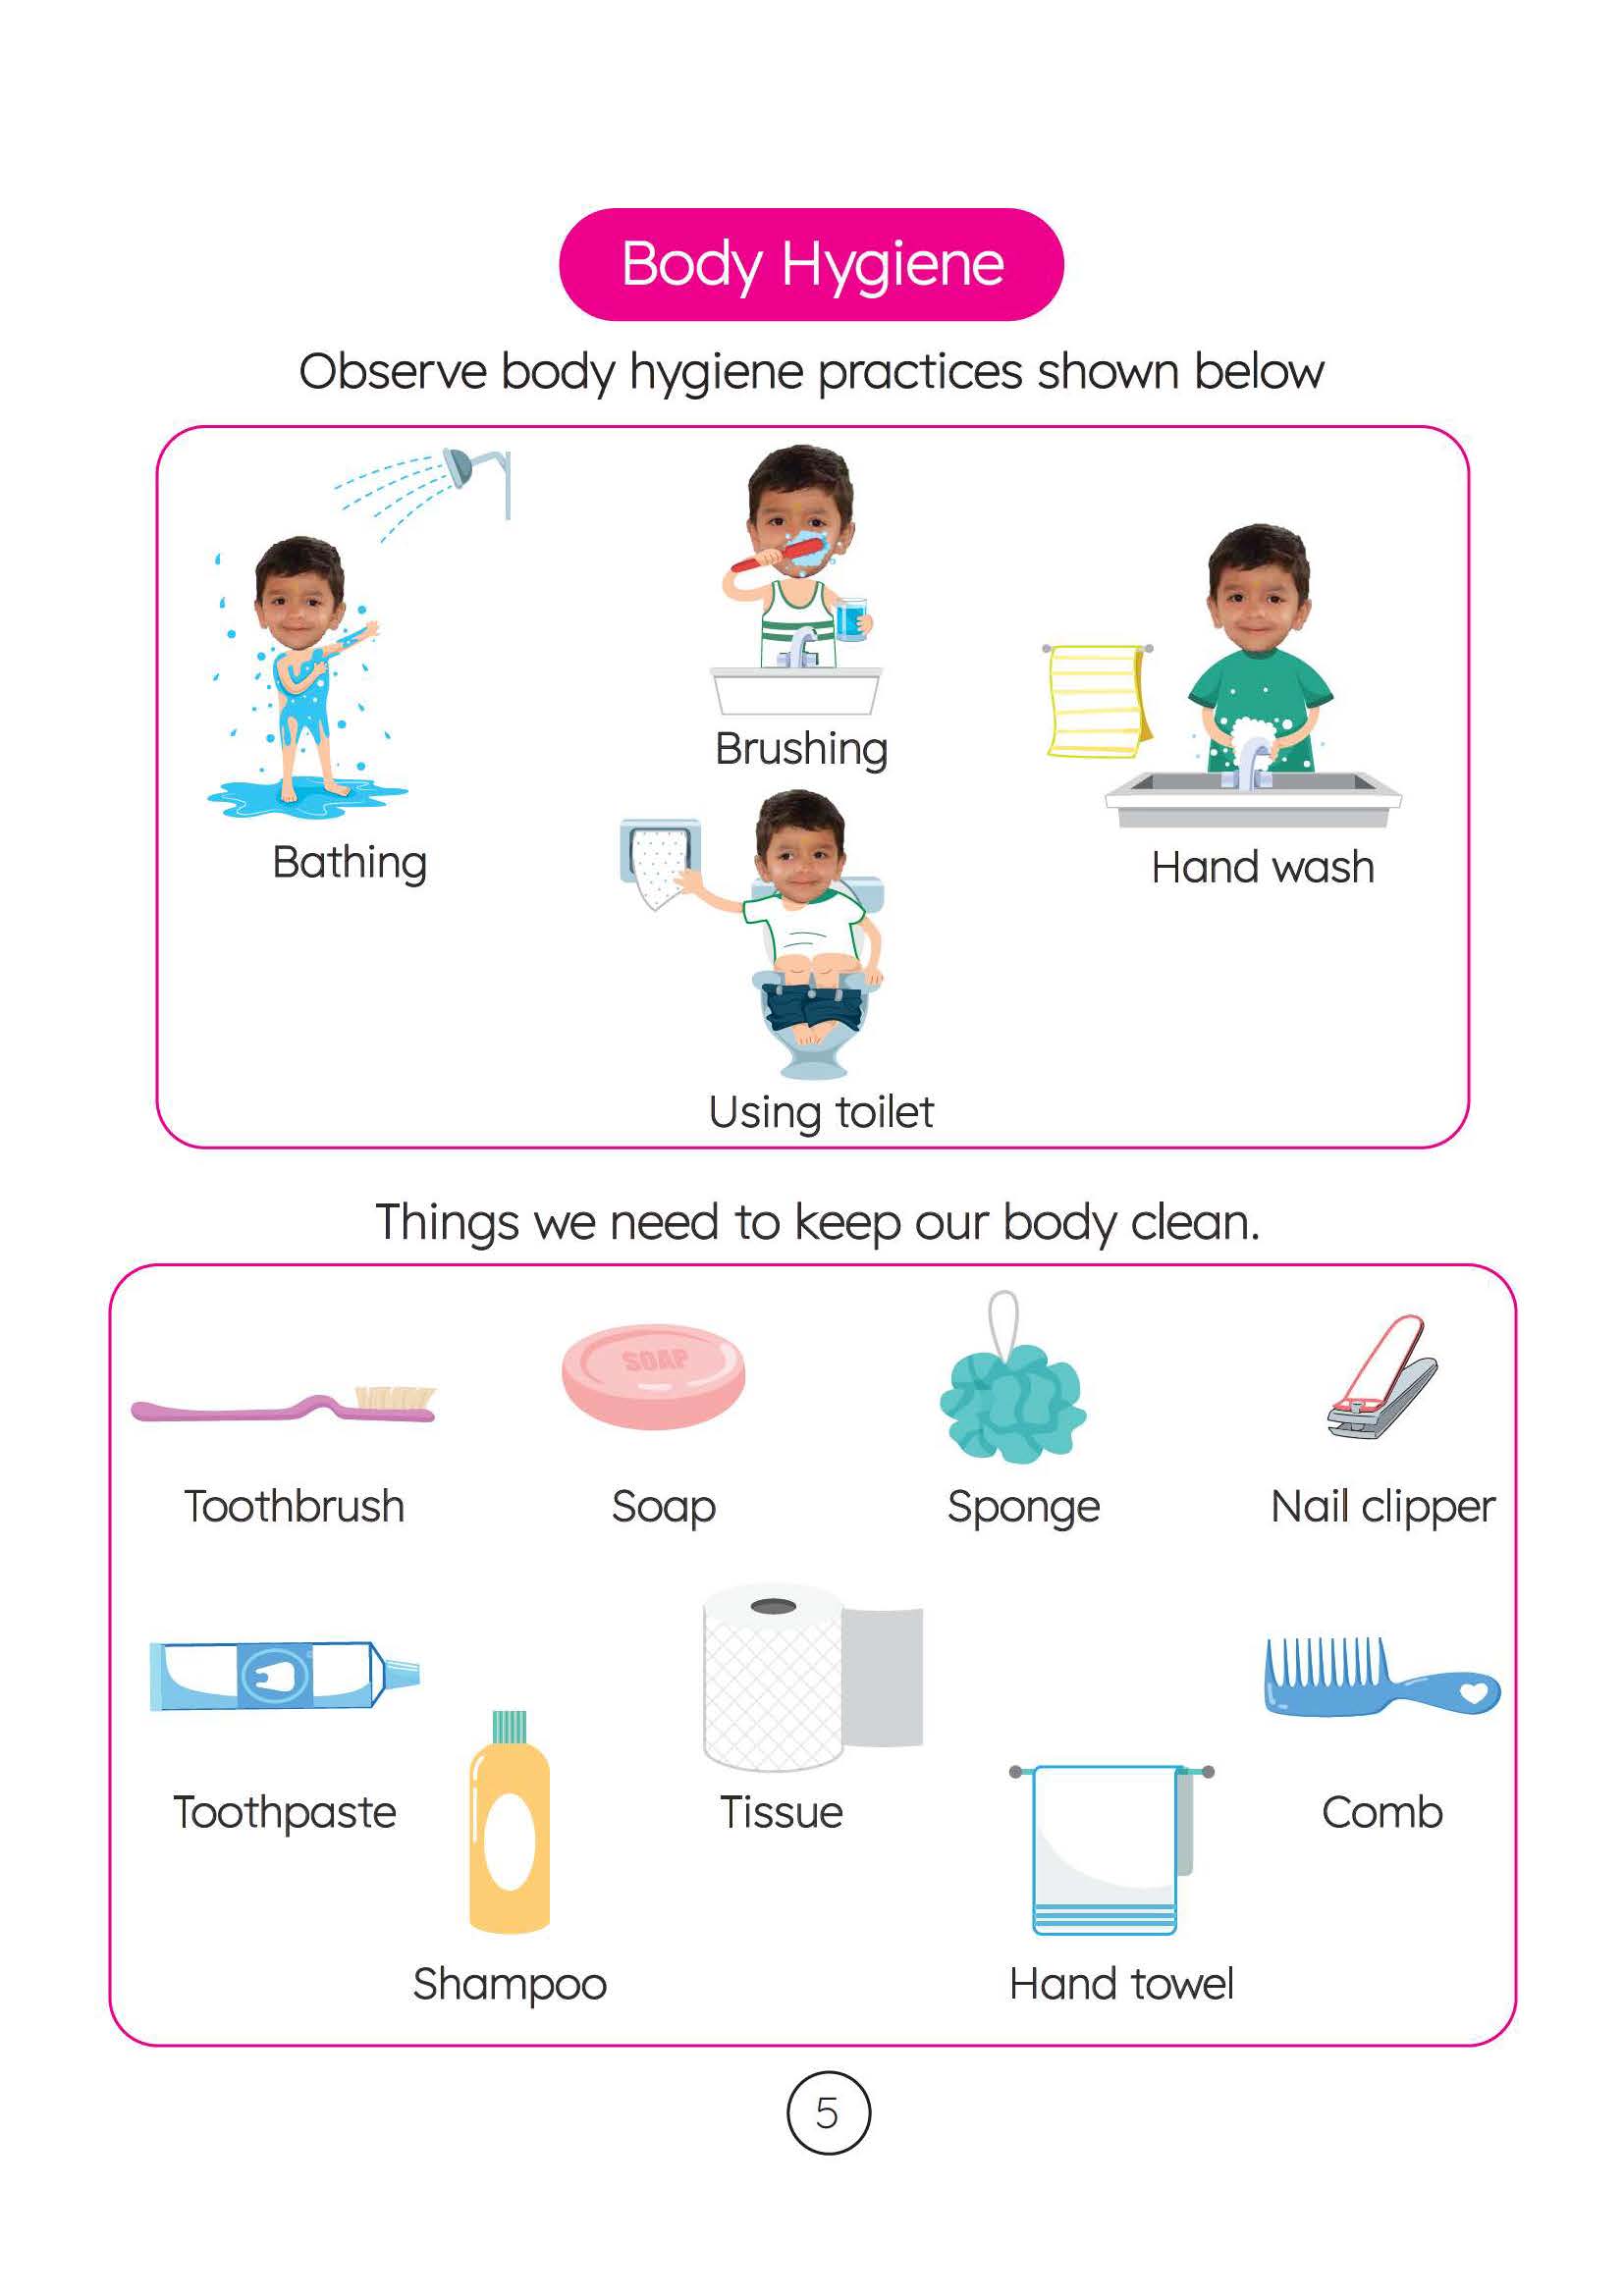 Body Hygiene
Observe body hygiene practices shown below
Brushing
Bathing
Hand wash
Using toilet
Things we need to keep our body clean.
SOAP
Toothbrush
Soap
Sponge
Nail clipper
Toothpaste
Tissue
Comb
Shampoo
Hand towel
5